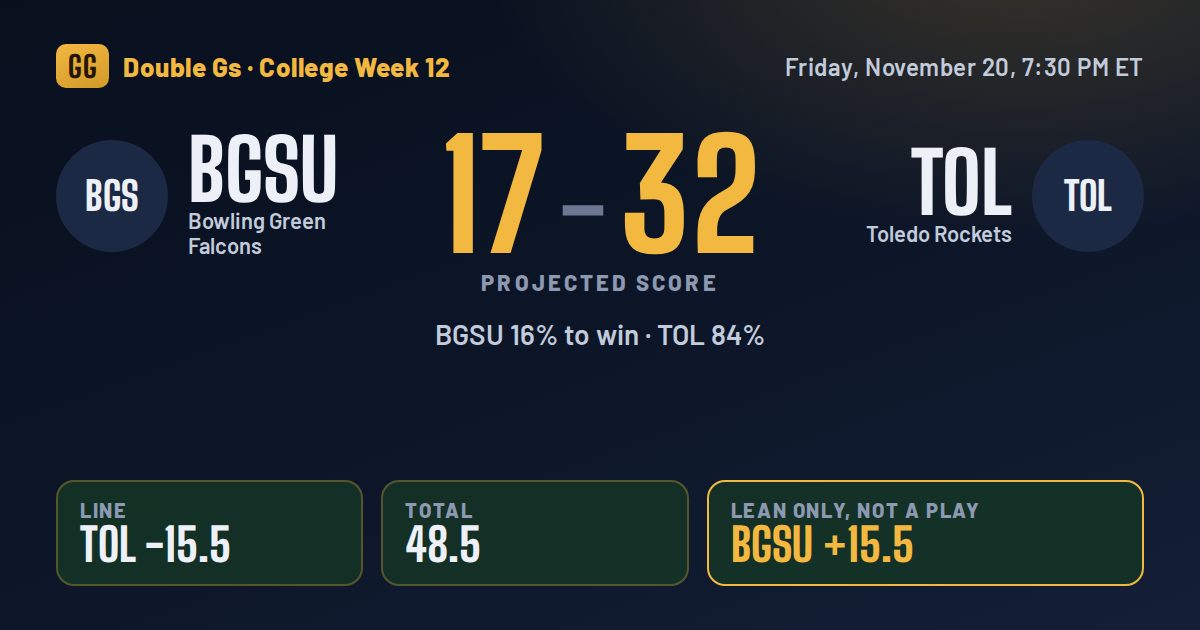 GG
Double Gs · College Week 12
Friday, November 20, 7:30 PM ET
BGS
BGSU
Bowling Green
Falcons
17 – 32
PROJECTED SCORE
BGSU 16% to win · TOL 84%
TOL
Toledo Rockets
TOL
LINE
TOL −15.5
TOTAL
48.5
LEAN ONLY, NOT A PLAY
BGSU +15.5